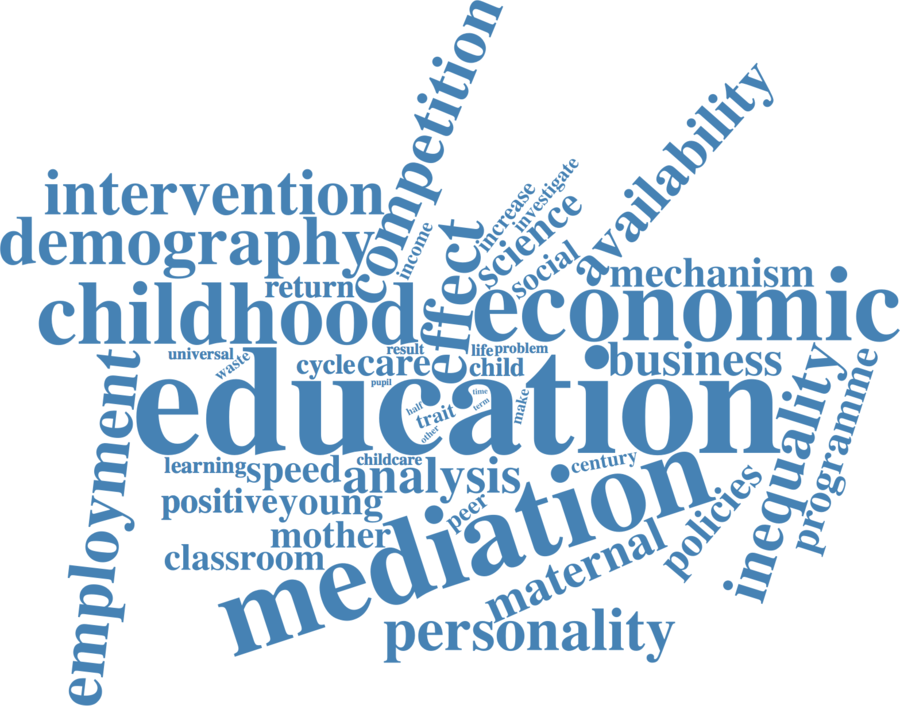 competition
availability
intervention
increase
investigate
science
demography
income
effect
social
mechanism
return
childhood
economic
universal
waste
result
life
problem
cycle
care
child
business
pupil
education
time
term
make
half
trait
other
employment
inequality
programme
learning
speed
childcare
analysis
century
positive
young
peer
mediation
policies
mother
classroom
maternal
personality